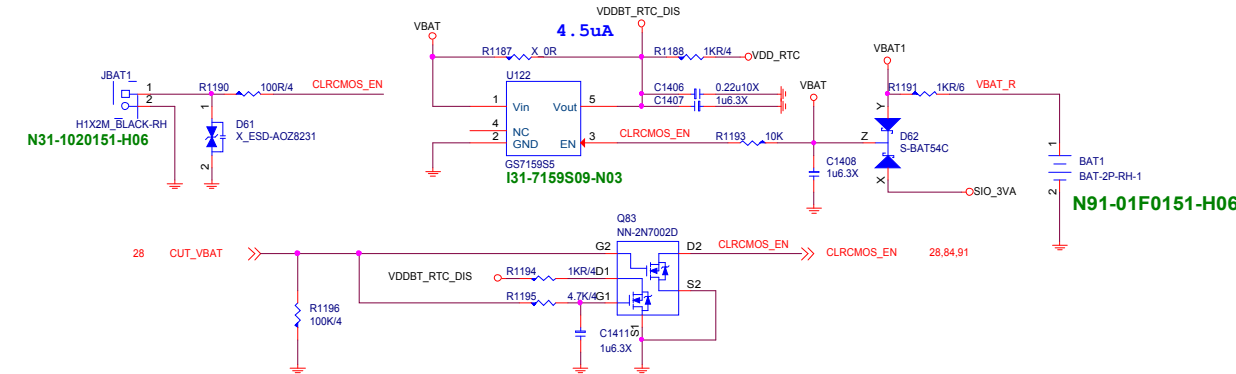 VDDBT_RTC_DIS
VBAT
4.5uA
R1187
X_0R
R1188
1KR/4
VDD_RTC
VBAT1
JBAT1
1
2
H1X2M_BLACK-RH
N31-1020151-H06
R1190
100R/4
CLRCMOS_EN
1
D61
X_ESD-AOZ8231
2
U122
1
Vin
Vout
5
4
NC
2
GND
EN
3
GS7159S5
I31-7159S09-N03
C1406
0.22u10X
C1407
1u6.3X
CLRCMOS_EN
R1193
10K
VBAT
C1408
1u6.3X
R1191
1KR/6
VBAT_R
Y
Z
D62
S-BAT54C
X
SIO_3VA
1
BAT1
BAT-2P-RH-1
2
N91-01F0151-H06
28
CUT_VBAT
R1196
100K/4
VDDBT_RTC_DIS
R1194
1KR/4
R1195
4.7K/4
C1411
1u6.3X
Q83
NN-2N7002D
G2
D1
G1
S1
D2
S2
CLRCMOS_EN
CLRCMOS_EN
28,84,91